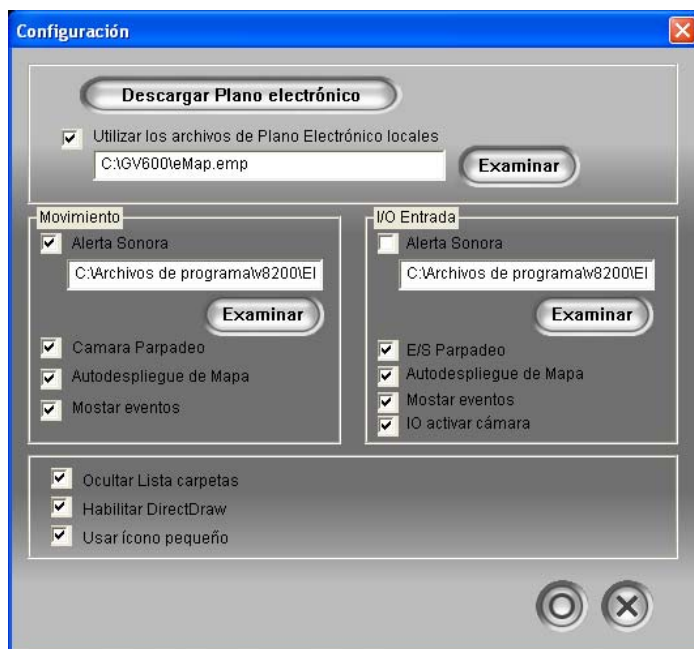 Configuración
Descargar Plano electrónico
Utilizar los archivos de Plano Electrónico locales
C:\GV600\eMap.emp
Examinar
Movimiento
Alerta Sonora
C:\Archivos de programa\v8200\El
Examinar
Camara Parpadeo
Autodespliegue de Mapa
Mostar eventos
I/O Entrada
Alerta Sonora
C:\Archivos de programa\v8200\El
Examinar
E/S Parpadeo
Autodespliegue de Mapa
Mostar eventos
IO activar cámara
Ocultar Lista carpetas
Habilitar DirectDraw
Usar ícono pequeño